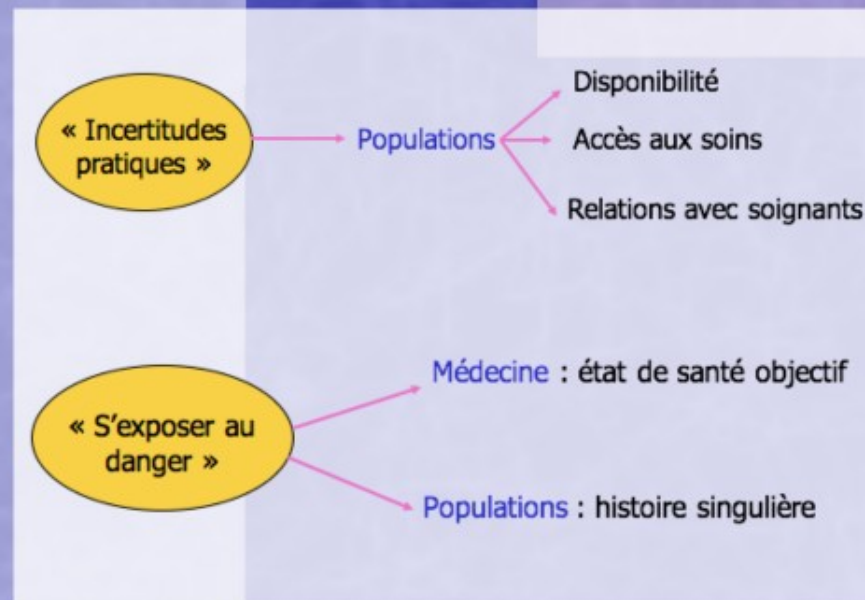 « Incertitudes
pratiques »
Populations
Disponibilité
Accès aux soins
Relations avec soignants
« S'exposer au
danger »
Médecine : état de santé objectif
Populations : histoire singulière